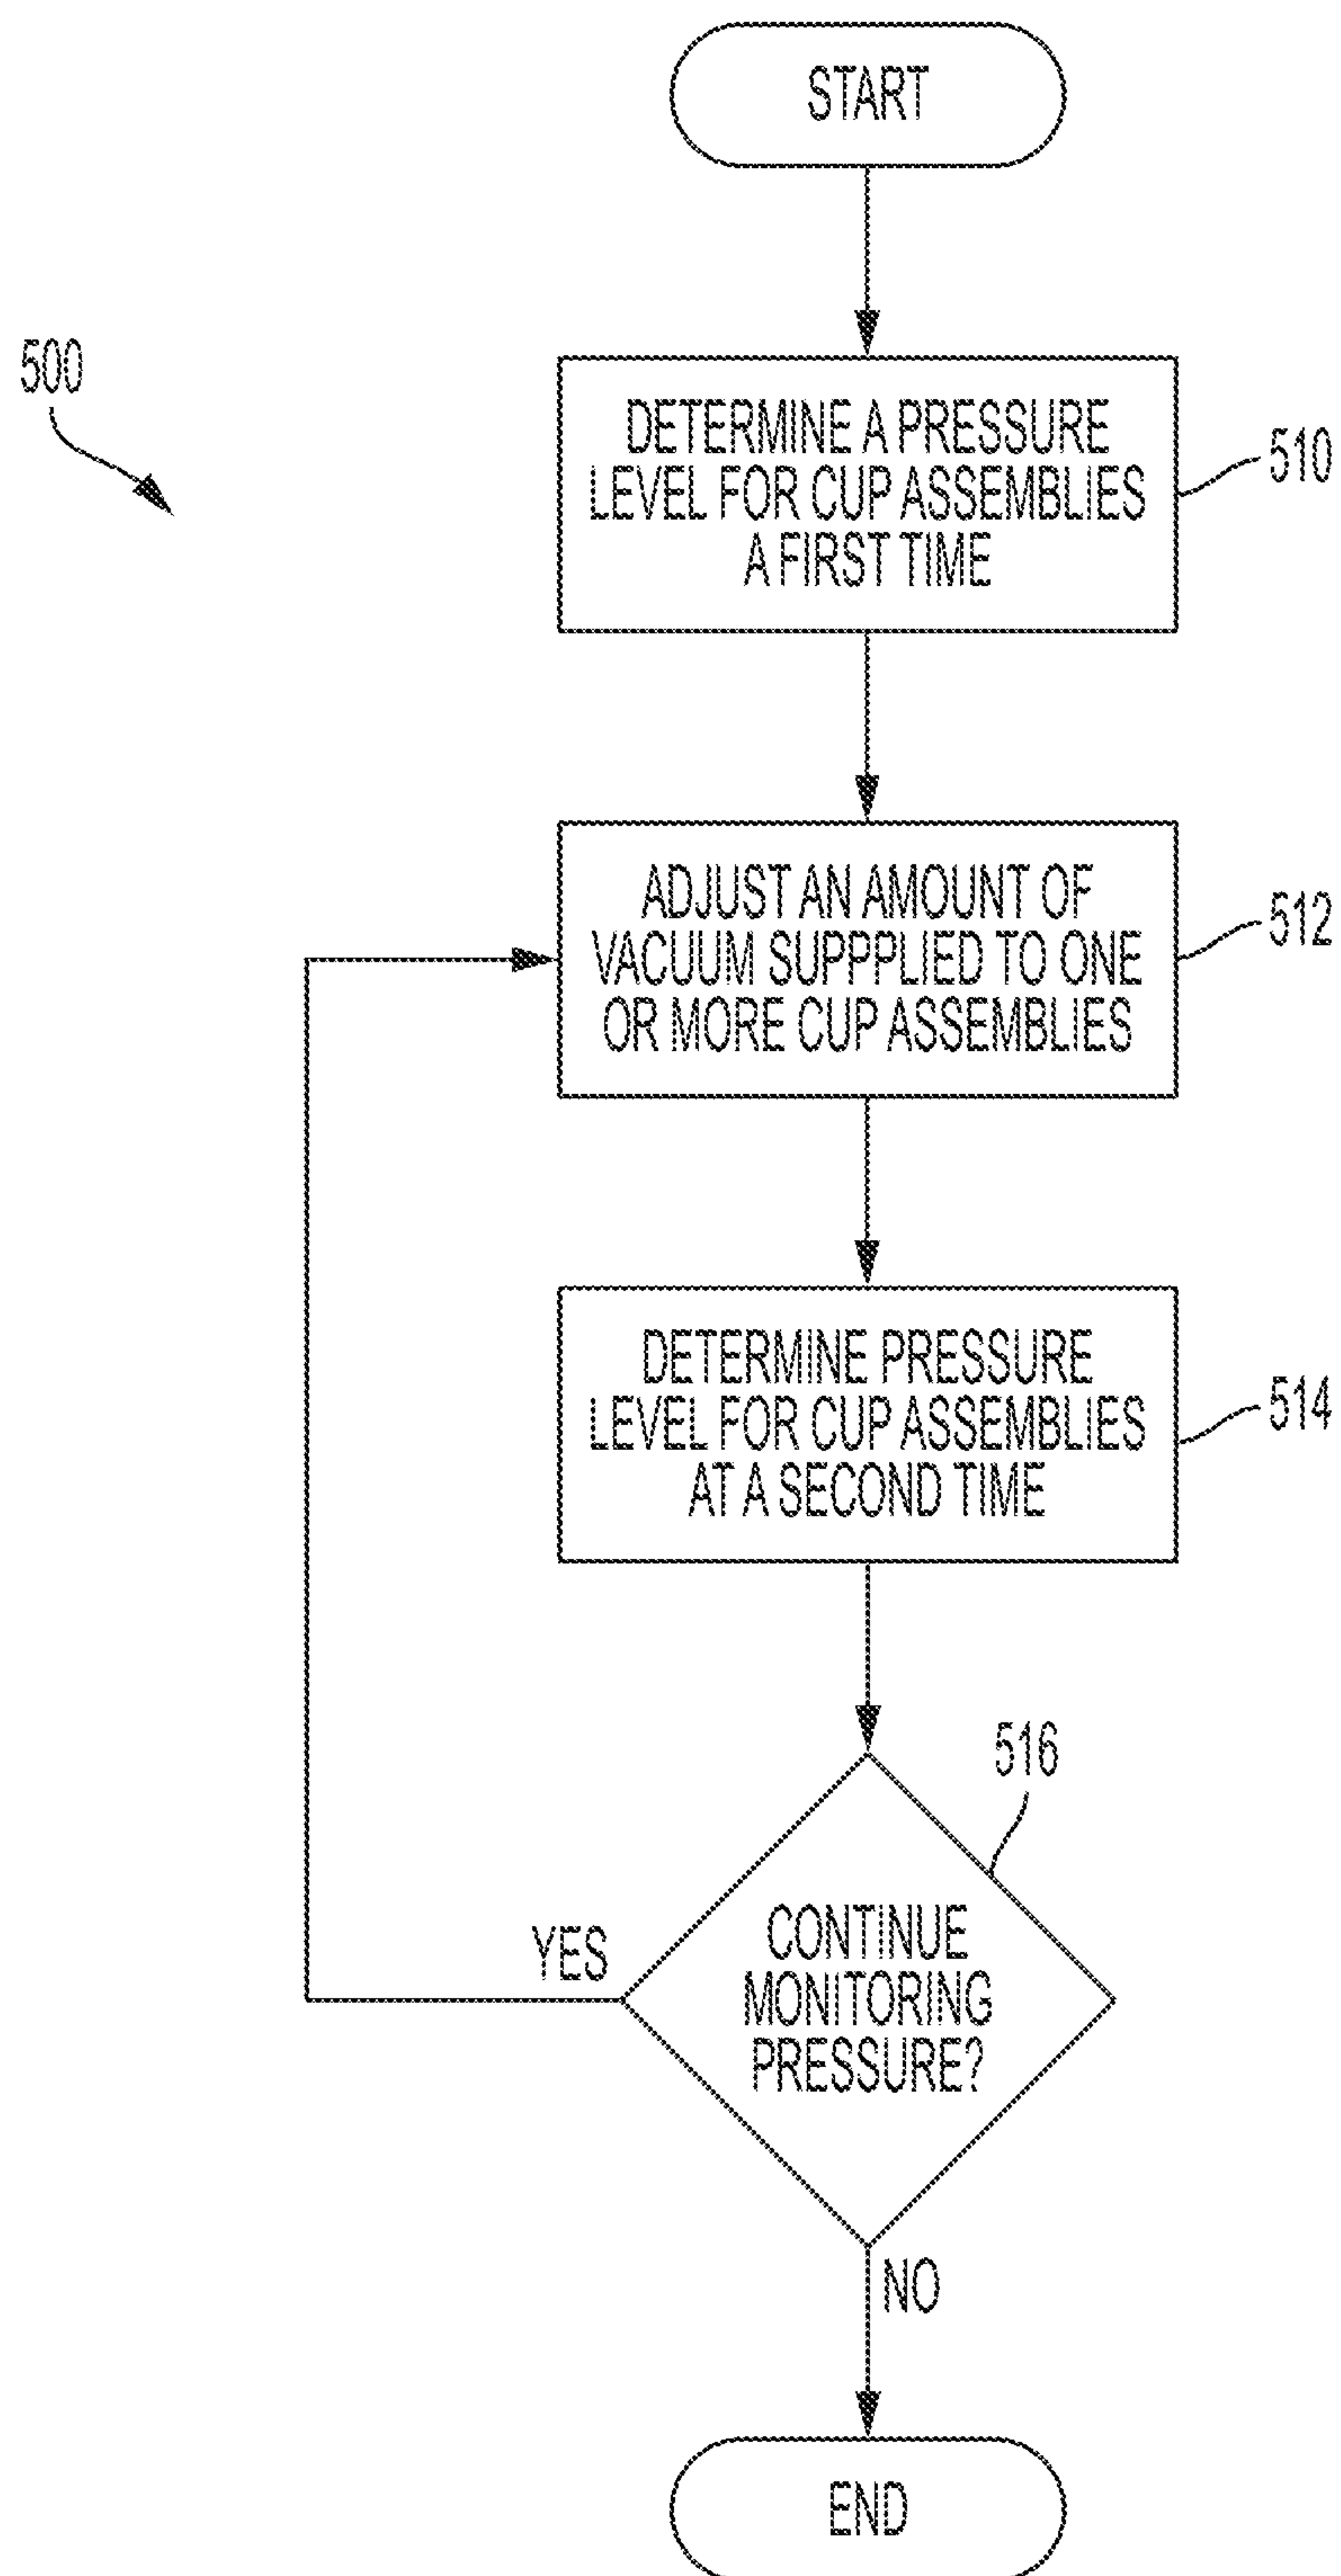 START
500
DETERMINE A PRESSURE
LEVEL FOR CUP ASSEMBLIES
A FIRST TIME
510
ADJUST AN AMOUNT OF
VACUUM SUPPPLIED TO ONE
OR MORE CUP ASSEMBLIES
512
DETERMINE PRESSURE
LEVEL FOR CUP ASSEMBLIES
AT A SECOND TIME
514
516
CONTINUE
MONITORING
PRESSURE?
YES
NO
END